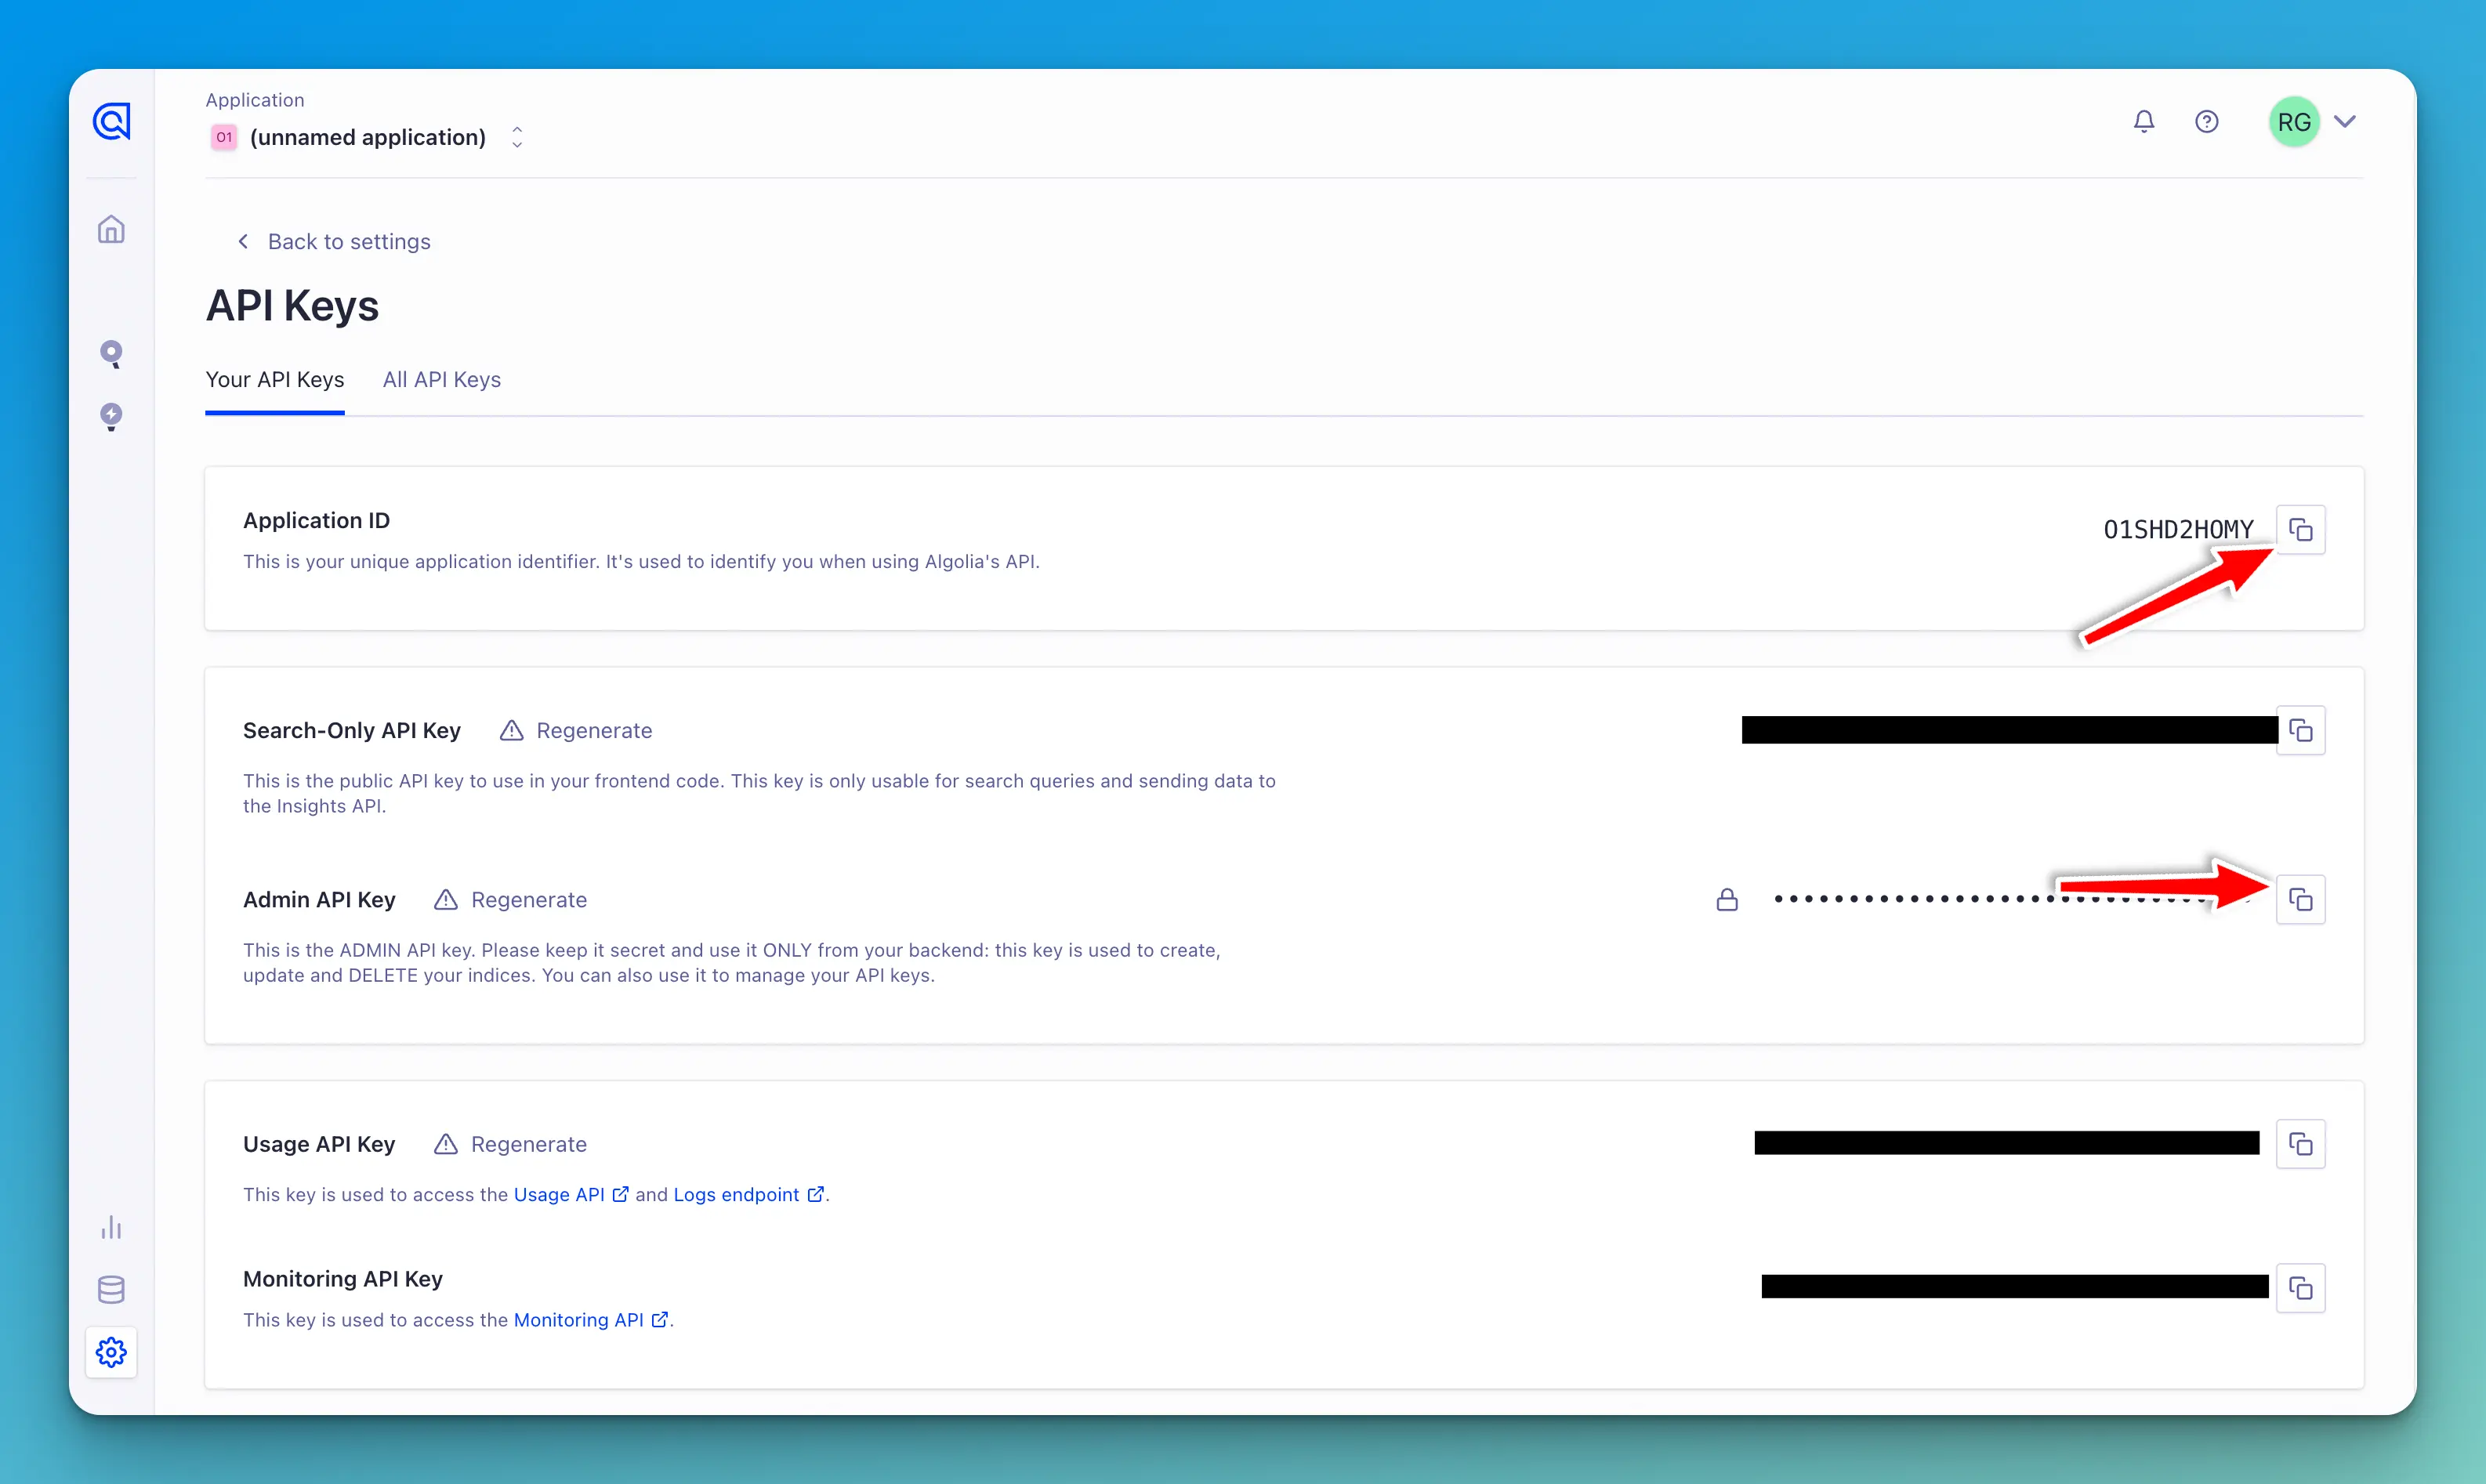 Application
O1 (unnamed application)
RG
Back to settings
API Keys
Your API Keys All API Keys
Application ID
O1SHD2HOMY
This is your unique application identifier. It's used to identify you when using Algolia's API.
Search-Only API Key Regenerate
This is the public API key to use in your frontend code. This key is only usable for search queries and sending data to
the Insights API.
Admin API Key Regenerate
••••••••••••••••••••••••••••••••
This is the ADMIN API key. Please keep it secret and use it ONLY from your backend: this key is used to create,
update and DELETE your indices. You can also use it to manage your API keys.
Usage API Key Regenerate
This key is used to access the Usage API and Logs endpoint .
Monitoring API Key
This key is used to access the Monitoring API .